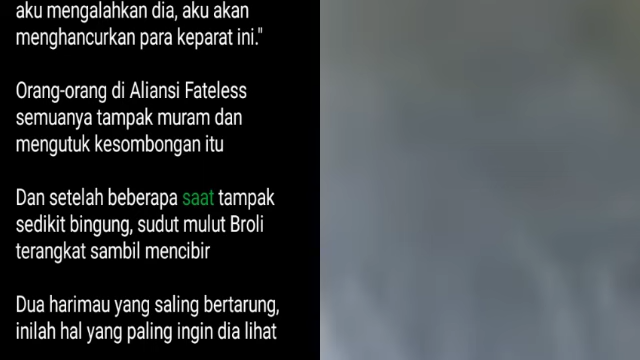 aku mengalahkan dia, aku akan
menghancurkan para keparat ini."
Orang-orang di Aliansi Fateless
semuanya tampak muram dan
mengutuk kesombongan itu
Dan setelah beberapa saat tampak
sedikit bingung, sudut mulut Broli
terangkat sambil mencibir
Dua harimau yang saling bertarung,
inilah hal yang paling ingin dia lihat